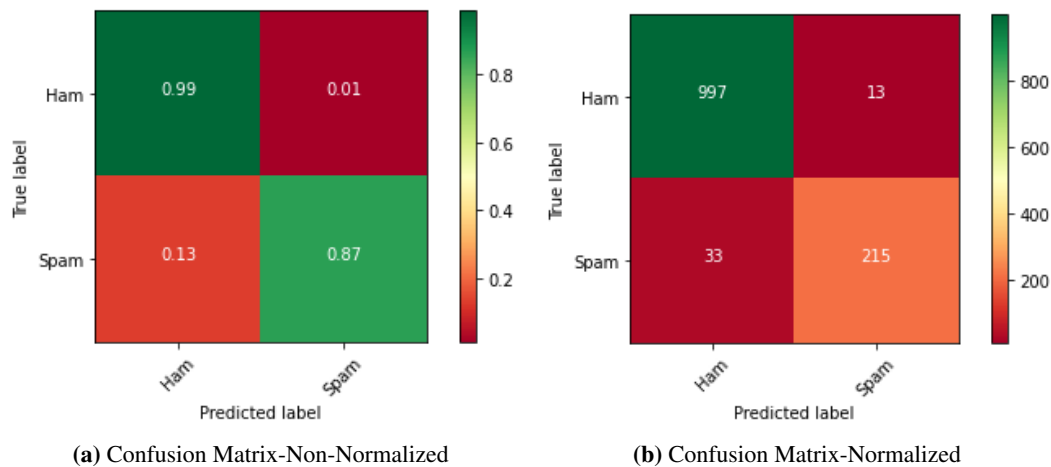 Ham
0.99
0.01
0.8
0.6
True label
0.4
Spam
0.13
0.87
0.2
Ham
Spam
Predicted label
(a) Confusion Matrix-Non-Normalized
Ham
997
13
800
600
True label
400
Spam
33
215
200
Ham
Spam
Predicted label
(b) Confusion Matrix-Normalized